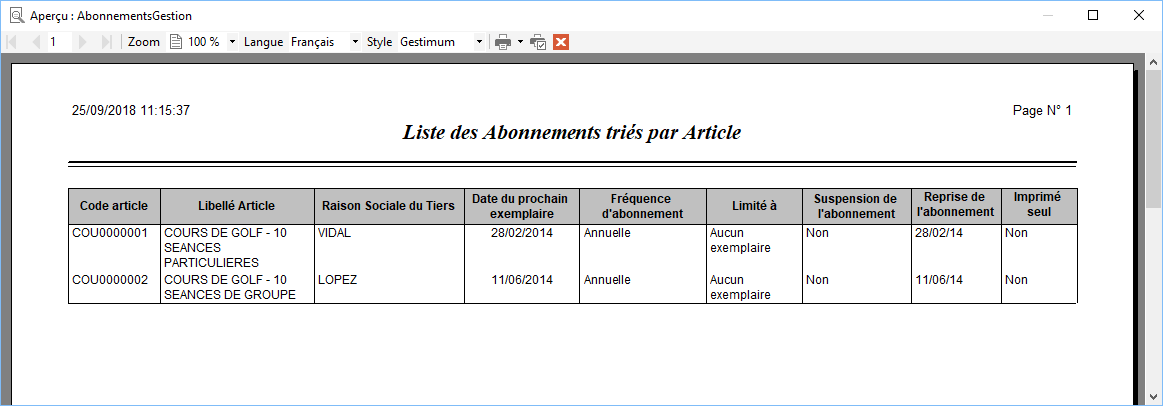 Aperçu : AbonnementsGestion
1 Zoom 100 % Langue Français Style Gestimum
25/09/2018 11:15:37 Page N° 1
Liste des Abonnements triés par Article
Code article Libellé Article Raison Sociale du Tiers Date du prochain exemplaire Fréquence d'abonnement Limité à Suspension de l'abonnement Reprise de l'abonnement Imprimé seul
COU0000001 COURS DE GOLF - 10 VIDAL 28/02/2014 Annuelle Aucun Non 28/02/14 Non
SEANCES exemplaire
PARTICULIERES
COU0000002 COURS DE GOLF - 10 LOPEZ 11/06/2014 Annuelle Aucun Non 11/06/14 Non
SEANCES DE GROUPE exemplaire